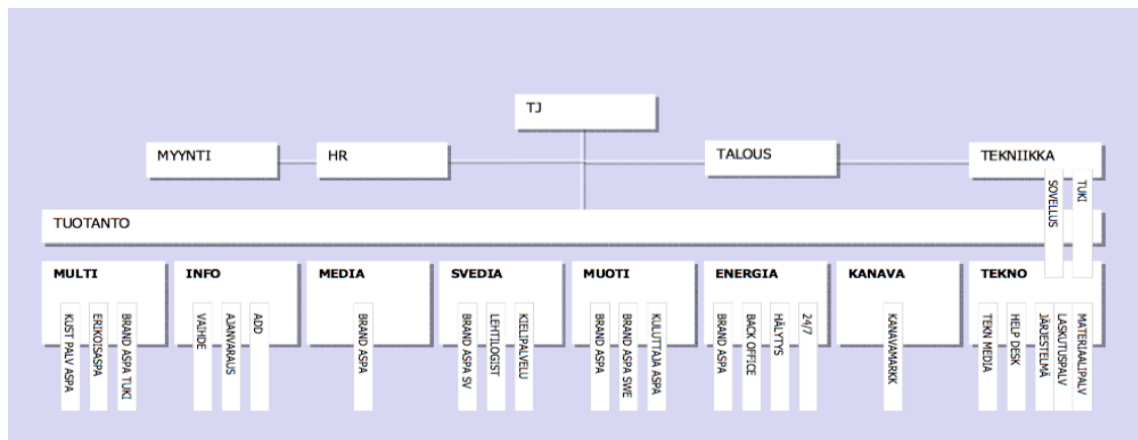 TJ
MYYNTI
HR
TALOUS
TEKNIIKKA
SOVELLUS
TUKI
TUOTANTO
MULTI
KUST PALV ASPA
ERIKOISASPA
BRAND ASPA TUKI
INFO
VAIHDE
AJANVARAUS
ADD
MEDIA
BRAND ASPA
SVEDIA
BRAND ASPA SV
LEHTILOGIST
KIELIPALVELU
MUOTI
BRAND ASPA
BRAND ASPA SWE
KULUTTAJA ASPA
ENERGIA
BRAND ASPA
BACK OFFICE
HÄLYTYS
24/7
KANAVA
KANAVAMARKK
TEKNO
TEKN MEDIA
HELP DESK
JÄRJESTELMÄ
LASKUTUSPALV
MATERIAALIPALV